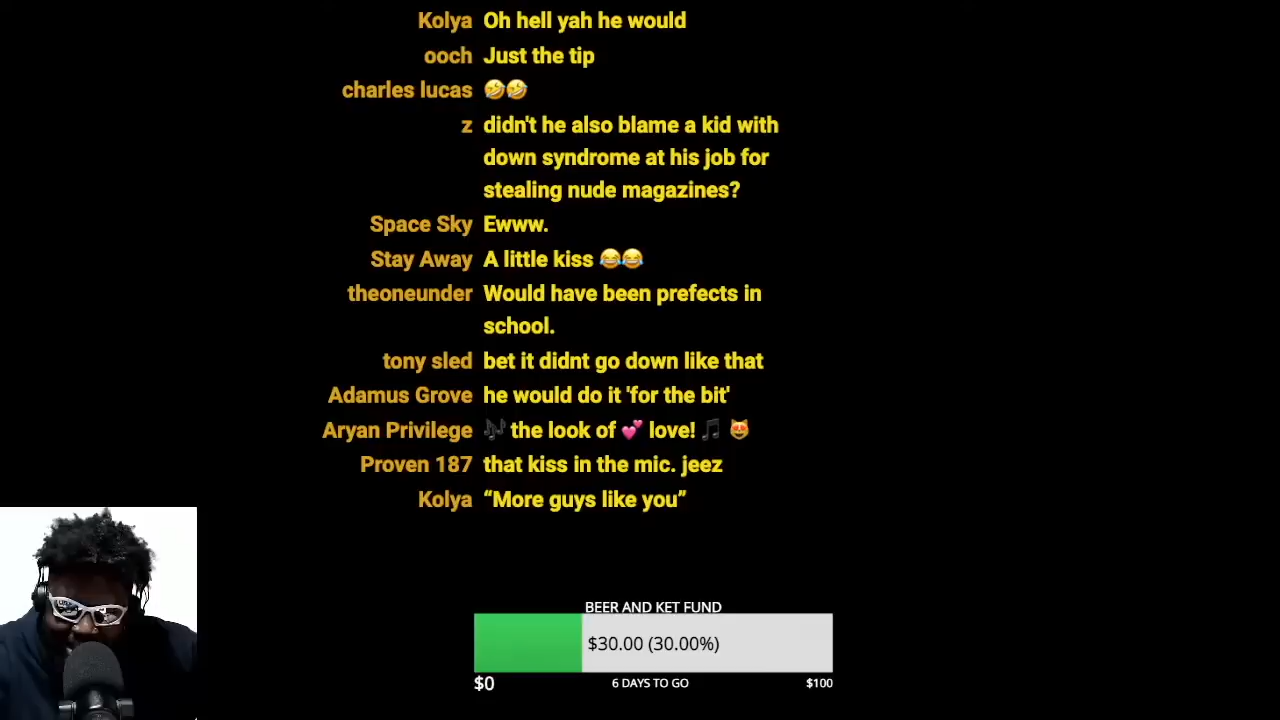 Kolya Oh hell yah he would
ooch Just the tip
charles lucas 🤣🤣
z didn't he also blame a kid with
down syndrome at his job for
stealing nude magazines?
Space Sky Ewww.
Stay Away A little kiss 😂😂
theoneunder Would have been prefects in
school.
tony sled bet it didnt go down like that
Adamus Grove he would do it 'for the bit'
Aryan Privilege 🎶 the look of 💕 love! 🎵 😻
Proven 187 that kiss in the mic. jeez
Kolya “More guys like you”
BEER AND KET FUND
$30.00 (30.00%)
$0 6 DAYS TO GO $100